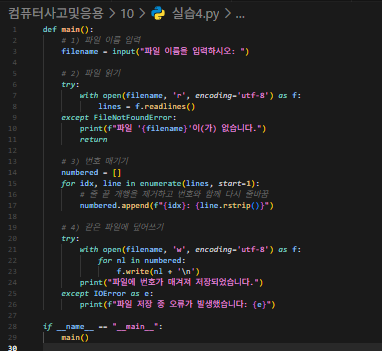 컴퓨터사고및응용 > 10 > 실습4.py > ...
1 def main():
2     # 1) 파일 이름 입력
3     filename = input("파일 이름을 입력하시오: ")
4
5     # 2) 파일 읽기
6     try:
7         with open(filename, 'r', encoding='utf-8') as f:
8             lines = f.readlines()
9     except FileNotFoundError:
10         print(f"파일 '{filename}'이(가) 없습니다.")
11         return
12
13     # 3) 번호 매기기
14     numbered = []
15     for idx, line in enumerate(lines, start=1):
16         # 줄 끝 개행을 제거하고 번호와 함께 다시 줄바꿈
17         numbered.append(f"{idx}: {line.rstrip()}")
18
19     # 4) 같은 파일에 덮어쓰기
20     try:
21         with open(filename, 'w', encoding='utf-8') as f:
22             for nl in numbered:
23                 f.write(nl + '\n')
24         print("파일에 번호가 매겨져 저장되었습니다.")
25     except IOError as e:
26         print(f"파일 저장 중 오류가 발생했습니다: {e}")
27
28 if __name__ == "__main__":
29     main()
30